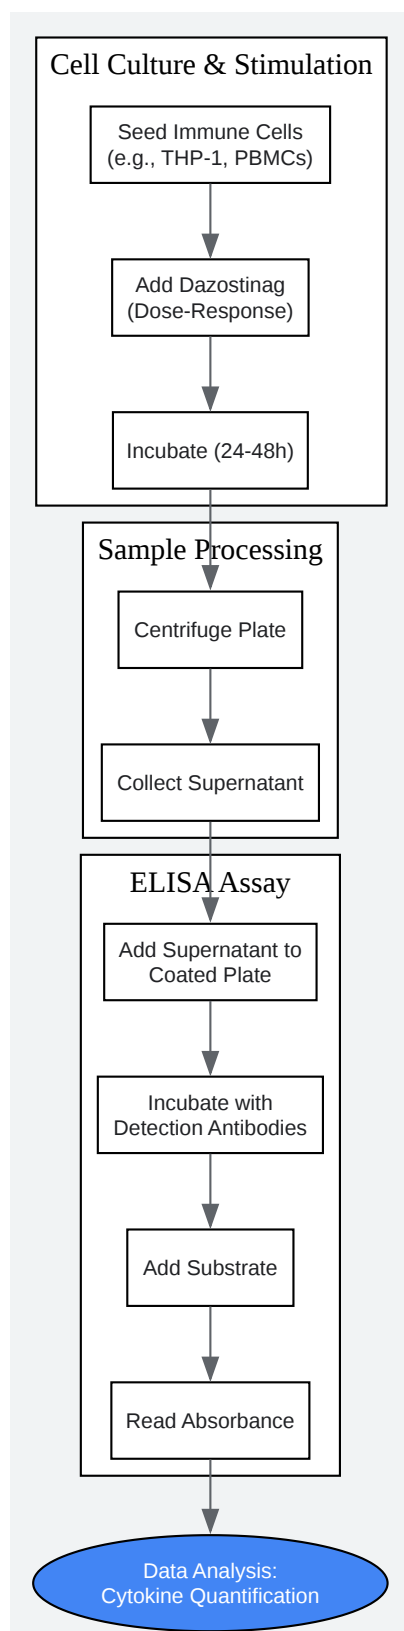 Cell Culture & Stimulation
Seed Immune Cells
(e.g., THP-1, PBMCs)
Add Dazostinag
(Dose-Response)
Incubate (24-48h)
Sample Processing
Centrifuge Plate
Collect Supernatant
ELISA Assay
Add Supernatant to
Coated Plate
Incubate with
Detection Antibodies
Add Substrate
Read Absorbance
Data Analysis:
Cytokine Quantification